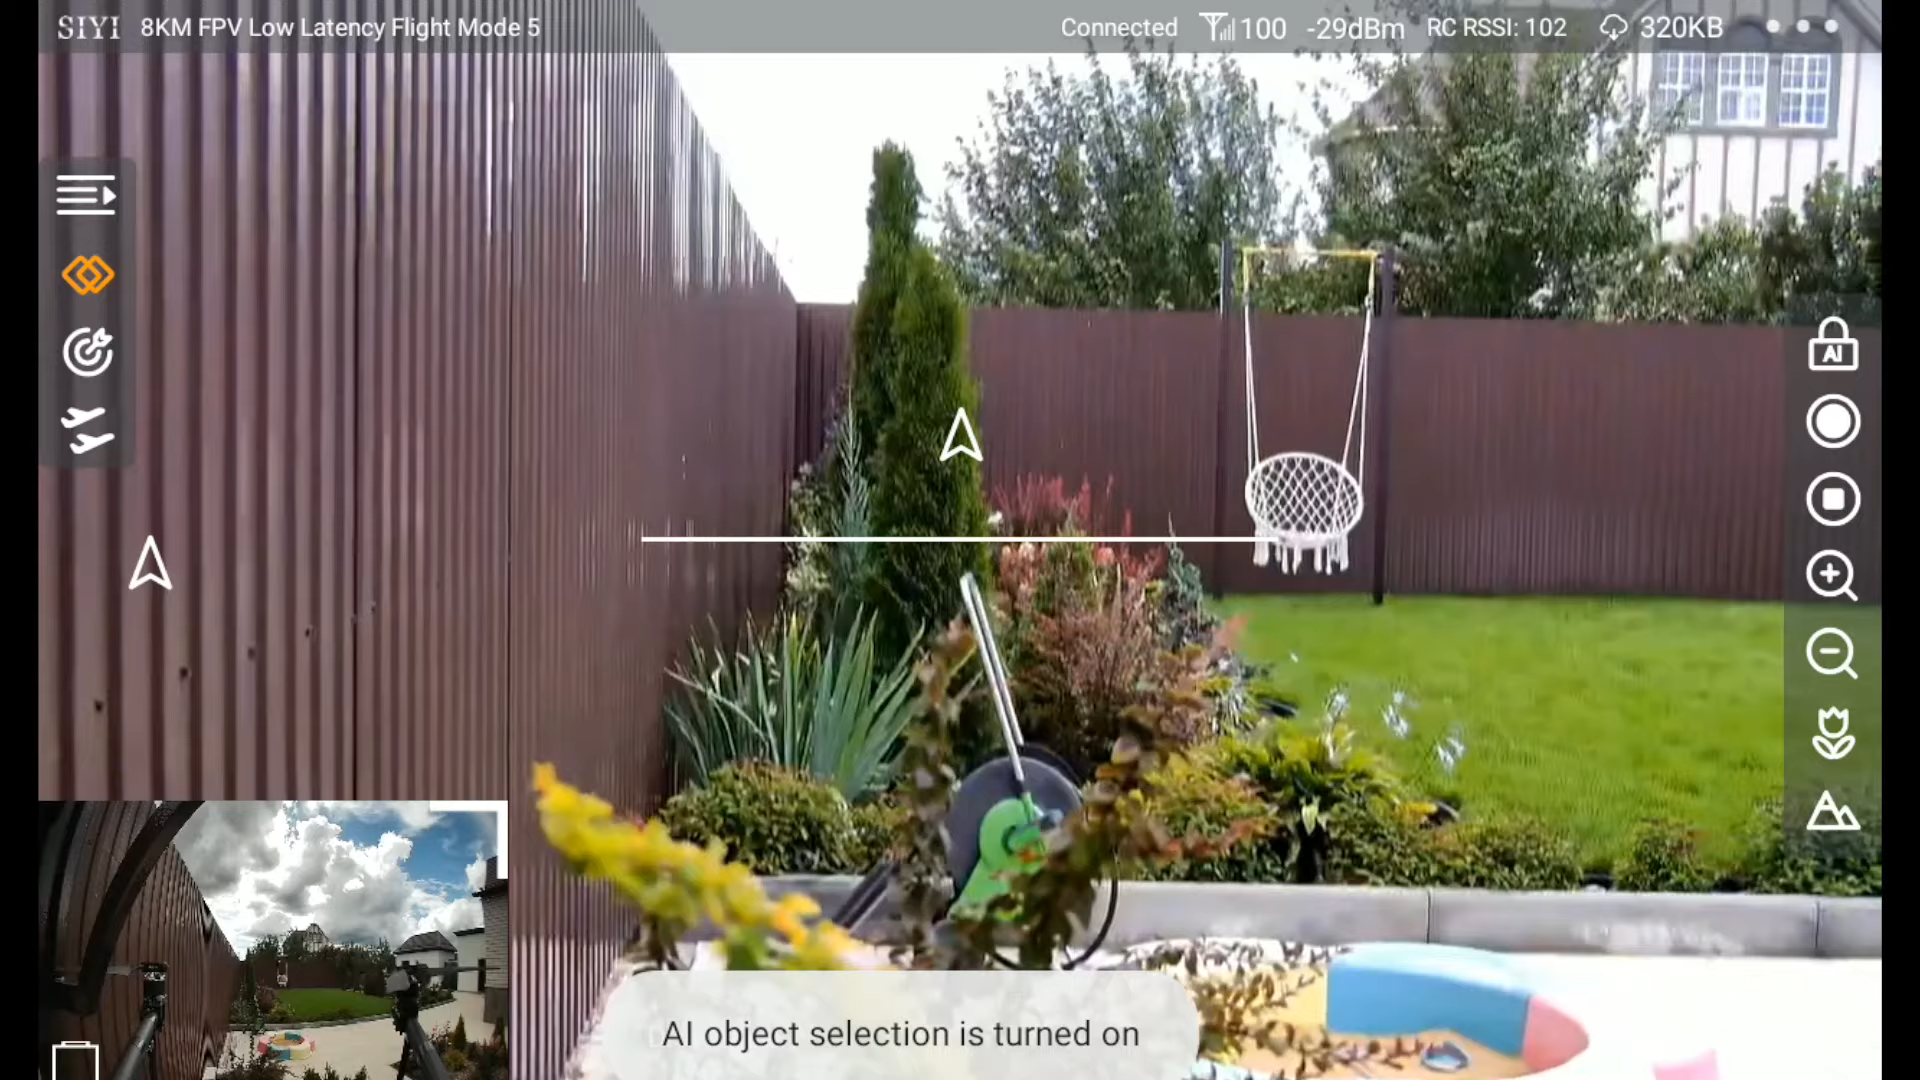 SIYI 8KM FPV Low Latency Flight Mode 5 Connected 100 -29dBm RC RSSI: 102 320KB
AI
AI object selection is turned on